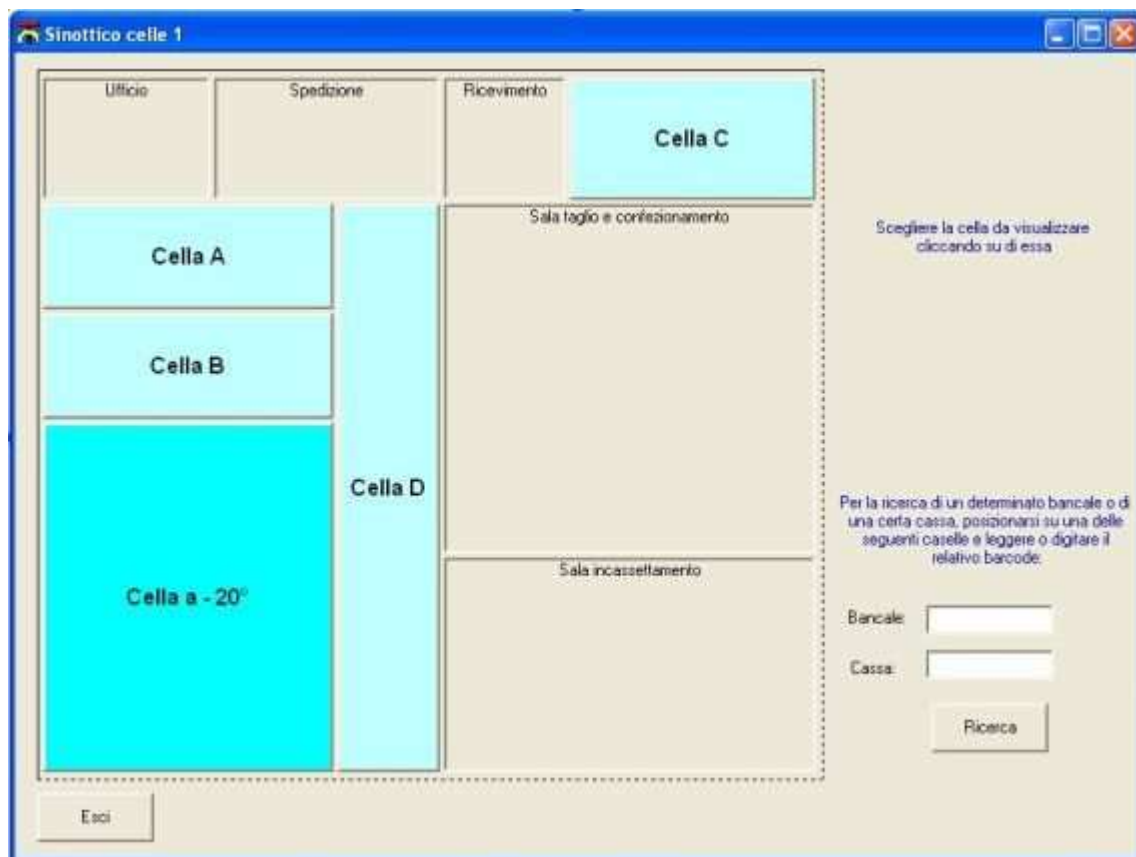 Sinottico celle 1
Ufficio
Spedizione
Ricevimento
Cella C
Sala taglio e confezionamento
Scegliere la cella da visualizzare
cliccando su di essa
Cella A
Cella B
Cella D
Cella a - 20°
Per la ricerca di un determinato bancale o di
una certa cassa, posizionarsi su una delle
seguenti caselle e leggere o digitare il
relativo barcode:
Sala incassettamento
Bancale:
Cassa:
Ricerca
Esci